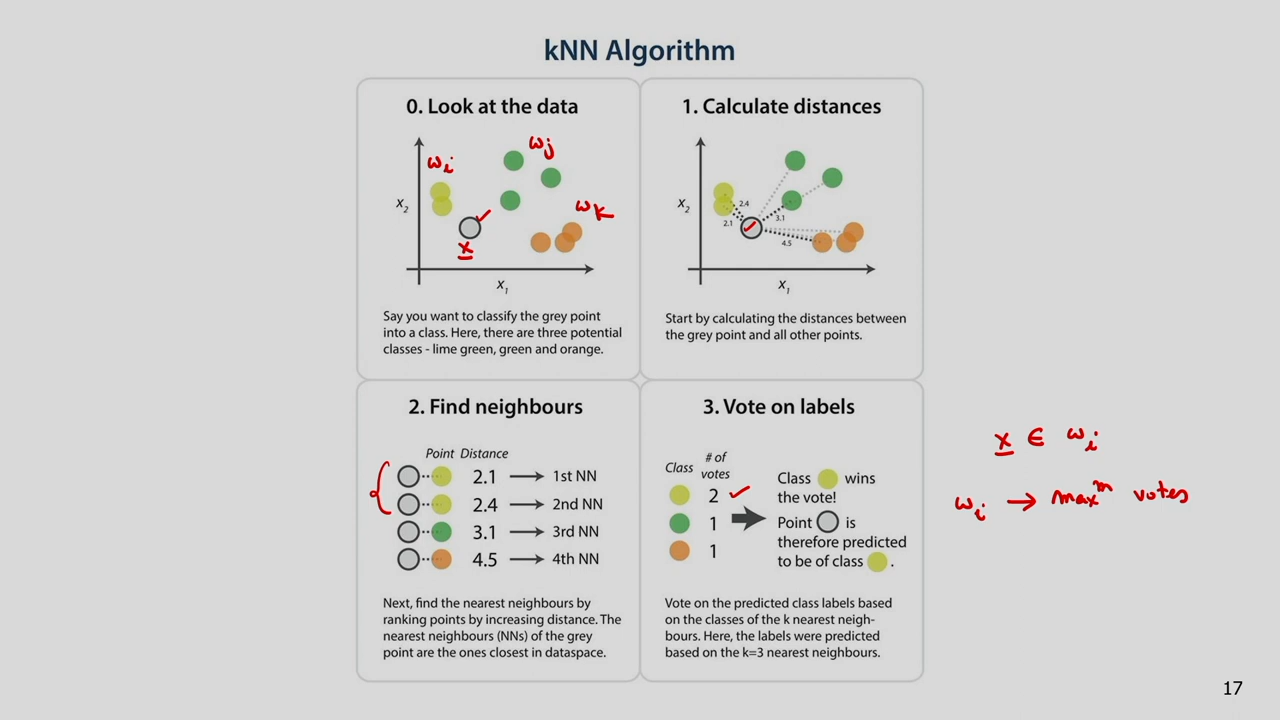 kNN Algorithm
0. Look at the data
ωi
ωj
ωk
x
X2
X1
Say you want to classify the grey point
into a class. Here, there are three potential
classes - lime green, green and orange.
1. Calculate distances
2.4
2.1
3.1
4.5
X2
X1
Start by calculating the distances between
the grey point and all other points.
2. Find neighbours
Point Distance
2.1 → 1st NN
2.4 → 2nd NN
3.1 → 3rd NN
4.5 → 4th NN
Next, find the nearest neighbours by
ranking points by increasing distance. The
nearest neighbours (NNs) of the grey
point are the ones closest in dataspace.
3. Vote on labels
Class # of votes
2
1
1
Class wins
the vote!
Point is
therefore predicted
to be of class .
Vote on the predicted class labels based
on the classes of the k nearest neigh-
bours. Here, the labels were predicted
based on the k=3 nearest neighbours.
x ∈ ωi
ωi → maxm votes
17